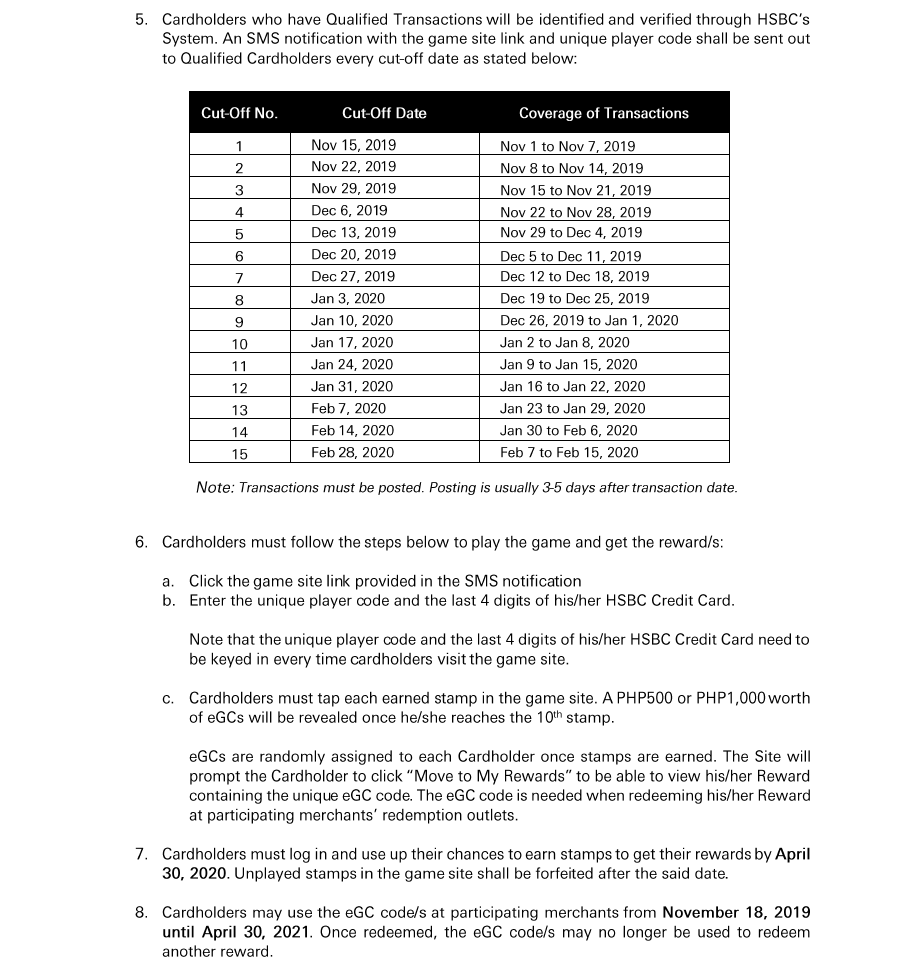 5. Cardholders who have Qualified Transactions will be identified and verified through HSBC's
System. An SMS notification with the game site link and unique player code shall be sent out
to Qualified Cardholders every cut-off date as stated below:
Cut-Off No. Cut-Off Date Coverage of Transactions
1 Nov 15, 2019 Nov 1 to Nov 7, 2019
2 Nov 22, 2019 Nov 8 to Nov 14, 2019
3 Nov 29, 2019 Nov 15 to Nov 21, 2019
4 Dec 6, 2019 Nov 22 to Nov 28, 2019
5 Dec 13, 2019 Nov 29 to Dec 4, 2019
6 Dec 20, 2019 Dec 5 to Dec 11, 2019
7 Dec 27, 2019 Dec 12 to Dec 18, 2019
8 Jan 3, 2020 Dec 19 to Dec 25, 2019
9 Jan 10, 2020 Dec 26, 2019 to Jan 1, 2020
10 Jan 17, 2020 Jan 2 to Jan 8, 2020
11 Jan 24, 2020 Jan 9 to Jan 15, 2020
12 Jan 31, 2020 Jan 16 to Jan 22, 2020
13 Feb 7, 2020 Jan 23 to Jan 29, 2020
14 Feb 14, 2020 Jan 30 to Feb 6, 2020
15 Feb 28, 2020 Feb 7 to Feb 15, 2020
Note: Transactions must be posted. Posting is usually 3-5 days after transaction date.
6. Cardholders must follow the steps below to play the game and get the reward/s:
a. Click the game site link provided in the SMS notification
b. Enter the unique player code and the last 4 digits of his/her HSBC Credit Card.
Note that the unique player code and the last 4 digits of his/her HSBC Credit Card need to
be keyed in every time cardholders visit the game site.
c. Cardholders must tap each earned stamp in the game site. A PHP500 or PHP1,000 worth
of eGCs will be revealed once he/she reaches the 10th stamp.
eGCs are randomly assigned to each Cardholder once stamps are earned. The Site will
prompt the Cardholder to click "Move to My Rewards" to be able to view his/her Reward
containing the unique eGC code. The eGC code is needed when redeeming his/her Reward
at participating merchants' redemption outlets.
7. Cardholders must log in and use up their chances to earn stamps to get their rewards by April
30, 2020. Unplayed stamps in the game site shall be forfeited after the said date.
8. Cardholders may use the eGC code/s at participating merchants from November 18, 2019
until April 30, 2021. Once redeemed, the eGC code/s may no longer be used to redeem
another reward.